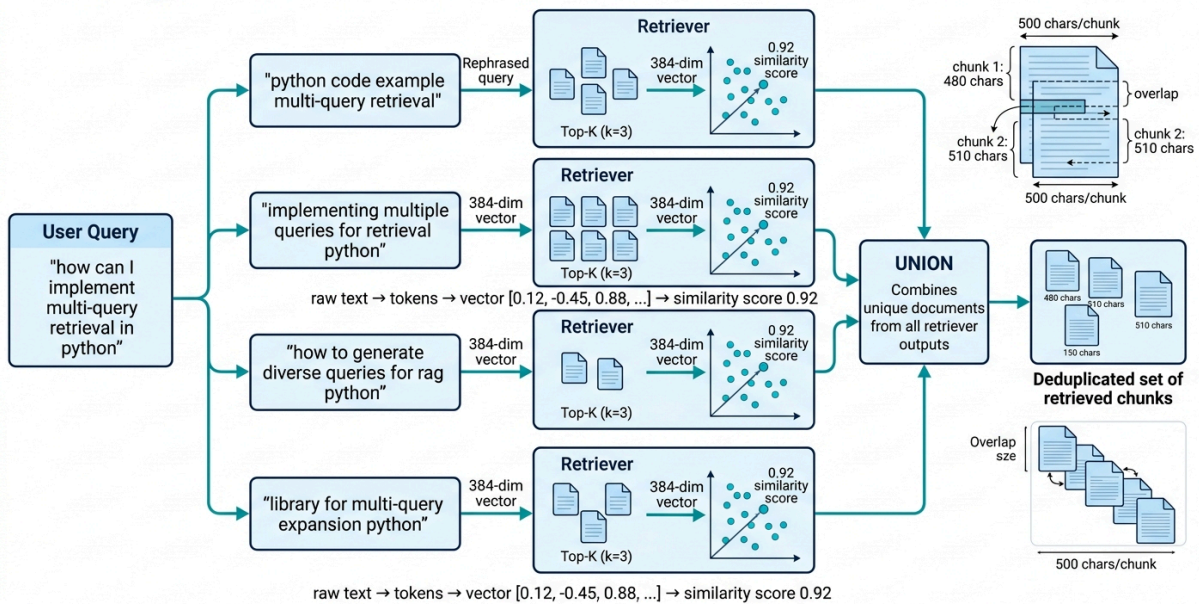 User Query
"how can I
implement
multi-query
retrieval in
python"
"python code example
multi-query retrieval"
Rephrased
query
Retriever
Top-K (k=3)
384-dim
vector
0.92
similarity
score
"implementing multiple
queries for retrieval
python"
384-dim
vector
Retriever
Top-K (k=3)
384-dim
vector
0.92
similarity
score
raw text → tokens → vector [0.12, -0.45, 0.88, ...] → similarity score 0.92
"how to generate
diverse queries for rag
python"
384-dim
vector
Retriever
Top-K (k=3)
384-dim
vector
0.92
similarity
score
"library for multi-query
expansion python"
384-dim
vector
Retriever
Top-K (k=3)
384-dim
vector
0.92
similarity
score
raw text → tokens → vector [0.12, -0.45, 0.88, ...] → similarity score 0.92
UNION
Combines
unique documents
from all retriever
outputs
500 chars/chunk
chunk 1:
480 chars
overlap
chunk 2:
510 chars
chunk 2:
510 chars
500 chars/chunk
480 chars
510 chars
510 chars
150 chars
Deduplicated set of
retrieved chunks
Overlap
size
500 chars/chunk